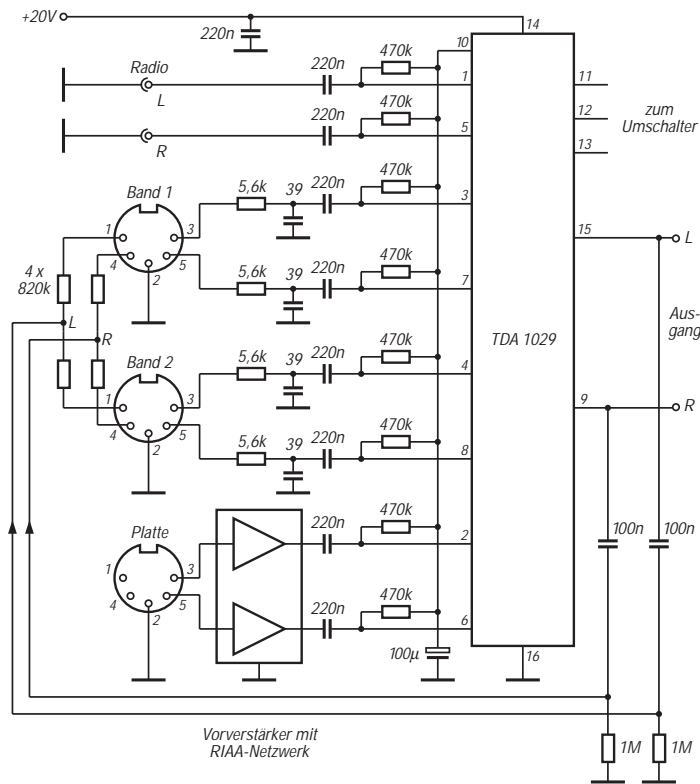 +20V
14
220n
10
470k
11
Radio
220n
1
L
12
zum
Umschalter
470k
220n
5
13
R
470k
Band 1
5,6k
39
220n
3
15
L
1
3
4
5
2
470k
5,6k
39
220n
7
4 x
820k
L
R
Aus-
gang
TDA 1029
470k
Band 2
5,6k
39
220n
4
9
R
1
3
4
5
2
470k
5,6k
39
220n
8
470k
Platte
220n
2
100n
100n
1
3
4
5
2
470k
220n
6
100µ
16
Vorverstärker mit
RIAA-Netzwerk
1M
1M